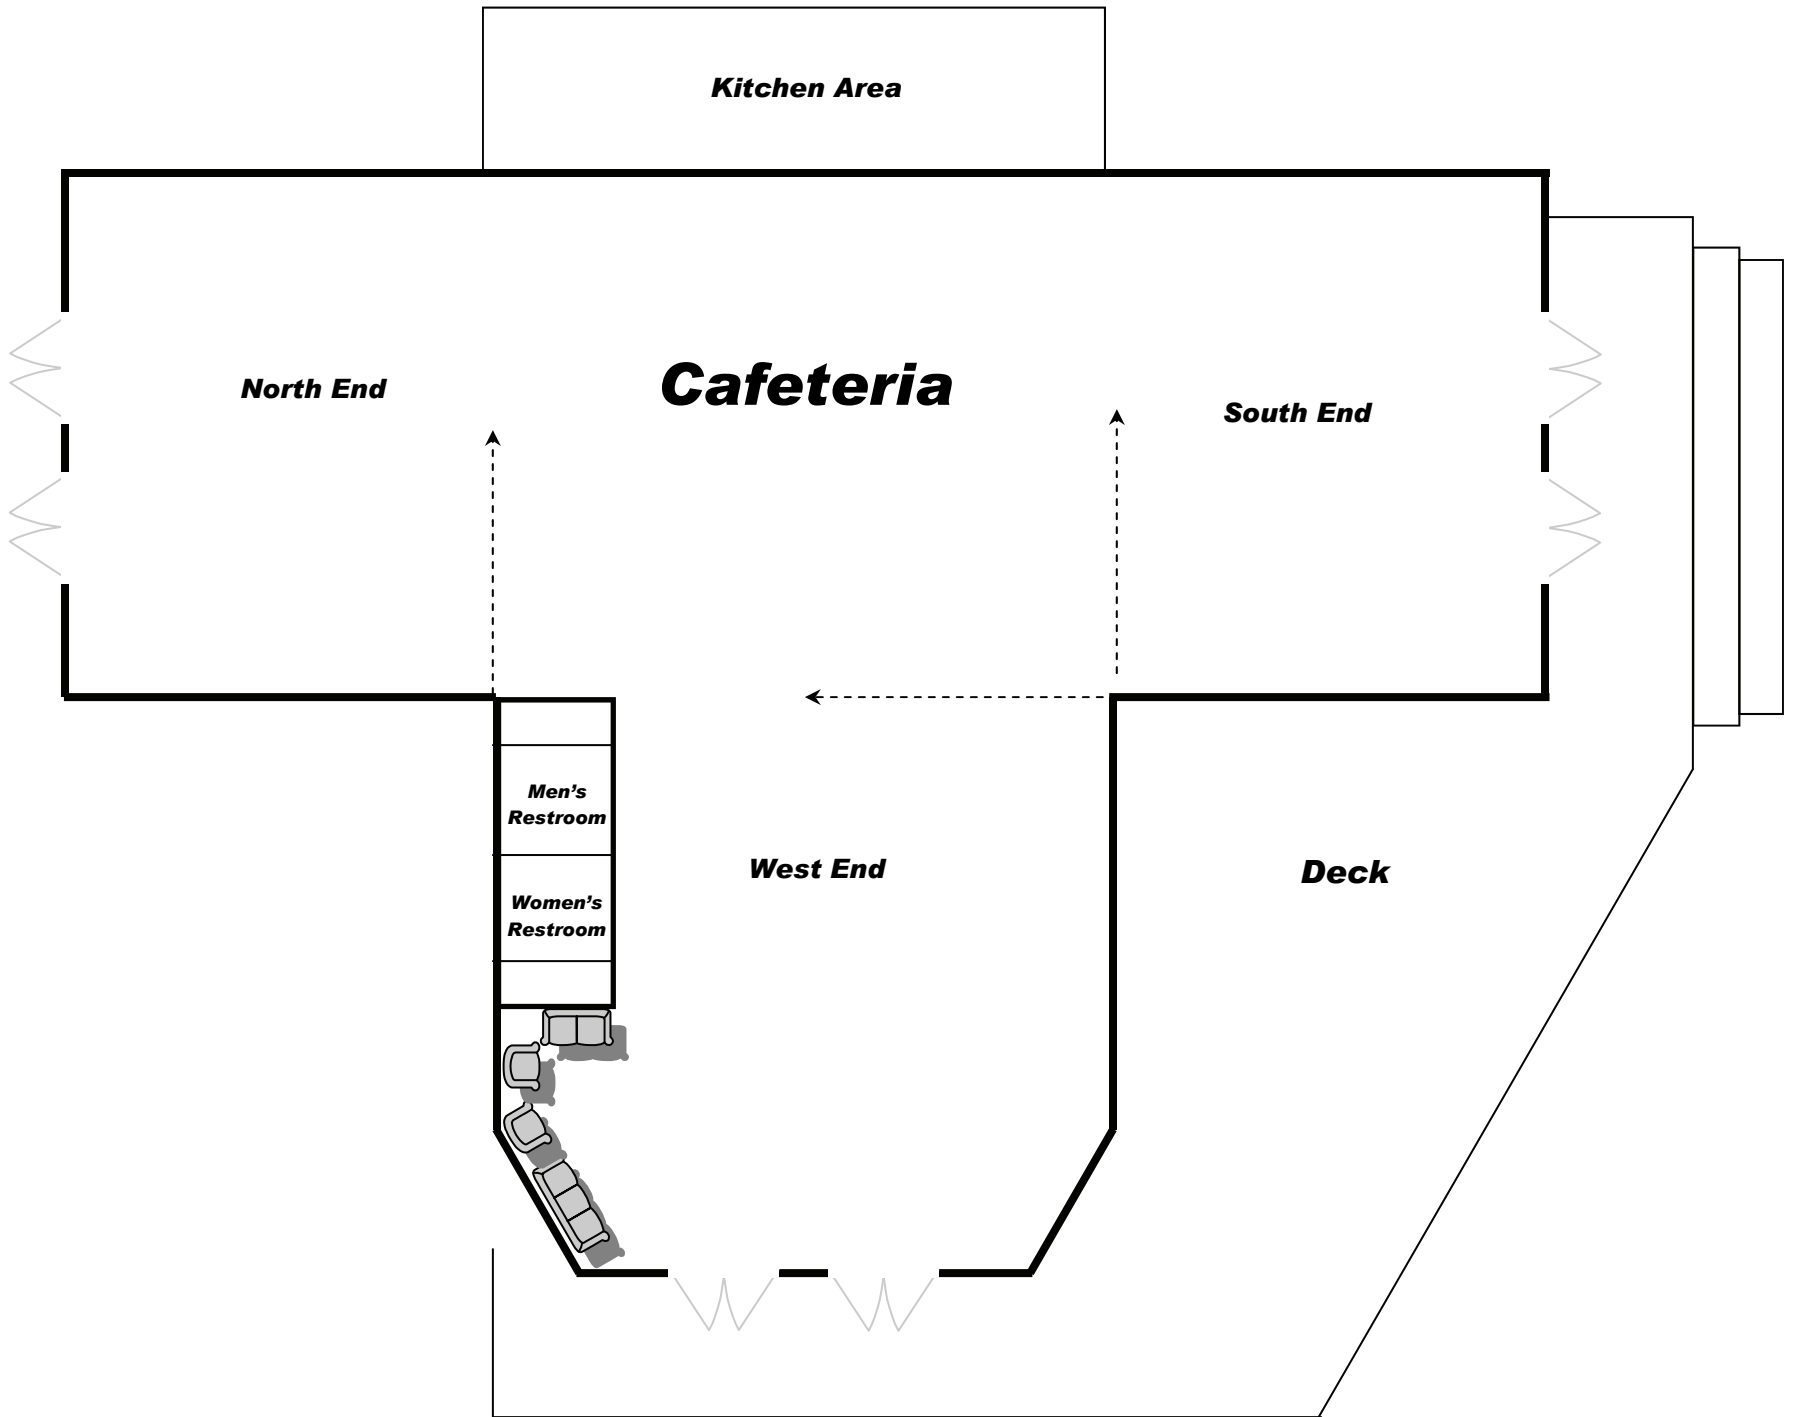 Kitchen Area
Cafeteria
North End
South End
Men’s
Restroom
West End
Deck
Women’s
Restroom